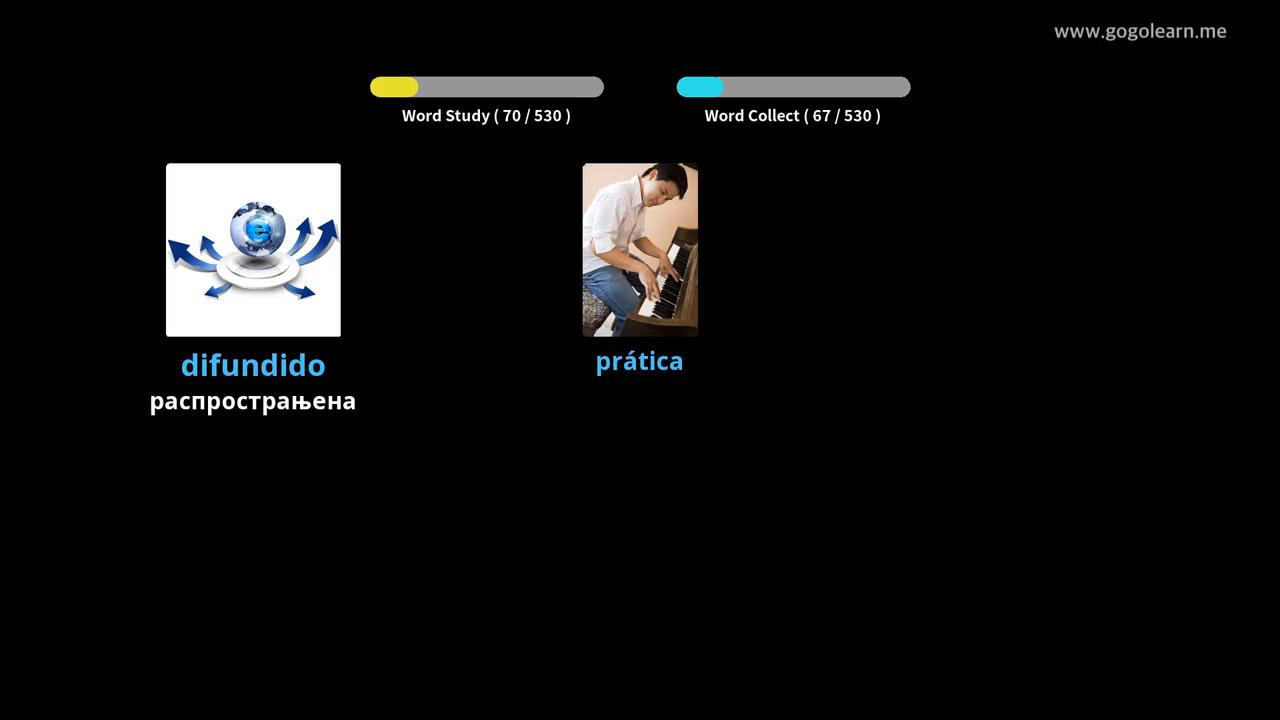 www.gogolearn.me
Word Study ( 70 / 530 )
Word Collect ( 67 / 530 )
e
difundido
распрострањена
prática